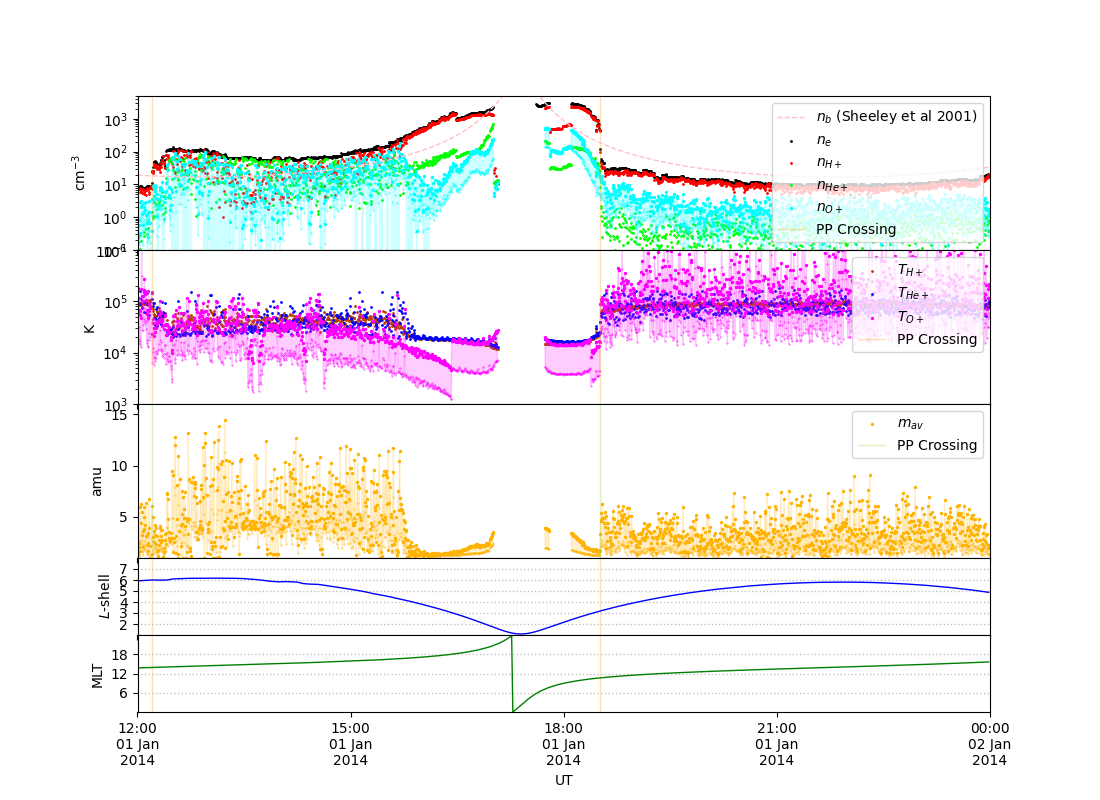 10³
10²
10¹
10⁰
10⁻¹
cm⁻³
n_b (Sheeley et al 2001)
n_e
n_H+
n_He+
n_O+
PP Crossing
10⁵
10⁴
10³
K
T_H+
T_He+
T_O+
PP Crossing
15
10
5
amu
m_av
PP Crossing
7
6
5
4
3
2
L-shell
18
12
6
MLT
12:00 15:00 18:00 21:00 00:00
01 Jan 01 Jan 01 Jan 01 Jan 02 Jan
2014 2014 2014 2014 2014
UT